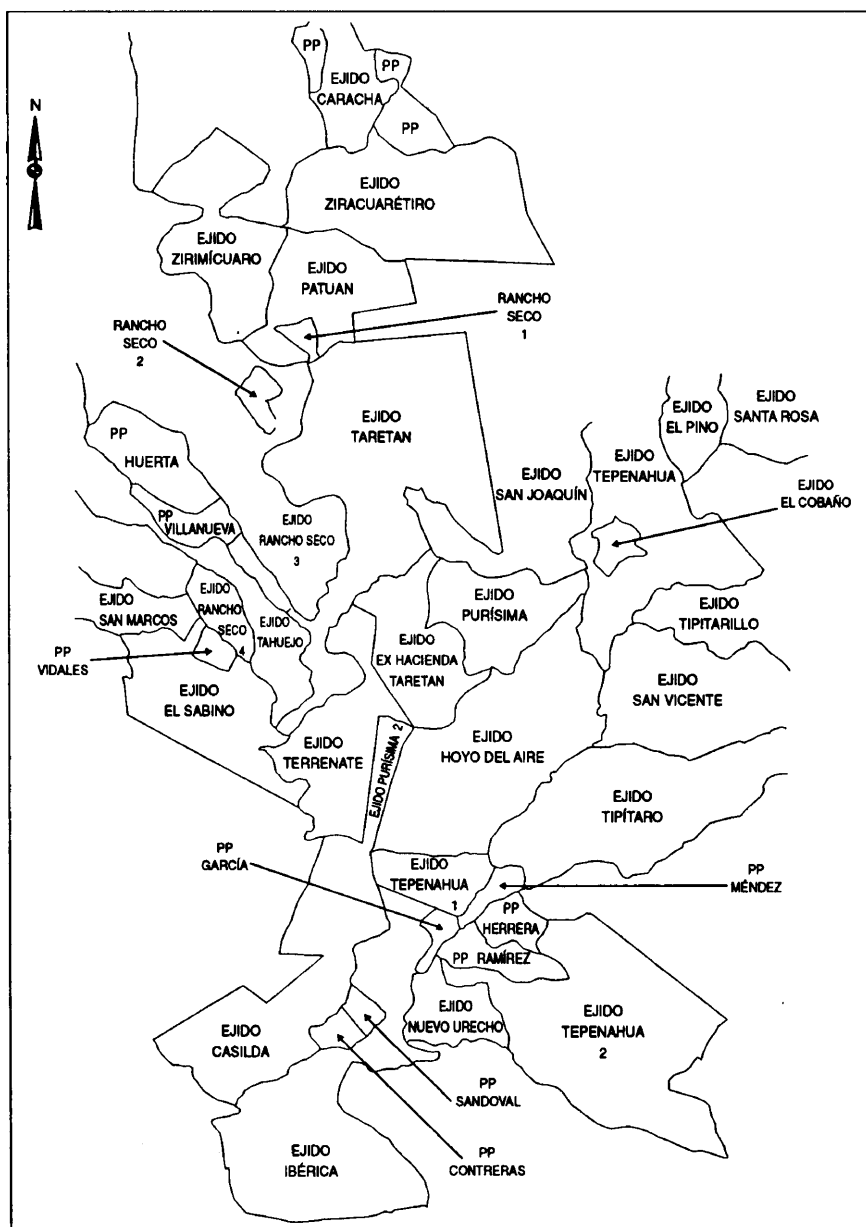 PP
EJIDO
CARACHA
PP
PP
N
EJIDO
ZIRACUARÉTIRO
EJIDO
ZIRIMÍCUARO
EJIDO
PATUAN
RANCHO
SECO
1
RANCHO
SECO
2
EJIDO
TARETAN
EJIDO
EL PINO
EJIDO
SANTA ROSA
PP
HUERTA
EJIDO
SAN JOAQUÍN
EJIDO
TEPENAHUA
EJIDO
EL COBAÑO
PP
VILLANUEVA
EJIDO
RANCHO SECO
3
EJIDO
SAN MARCOS
EJIDO
RANCHO
SECO
4
EJIDO
TAHUEJO
EJIDO
PURÍSIMA
EJIDO
TIPITARILLO
PP
VIDALES
EJIDO
EX HACIENDA
TARETAN
EJIDO
EL SABINO
EJIDO
SAN VICENTE
EJIDO
TERRENATE
EJIDO PURÍSIMA 2
EJIDO
HOYO DEL AIRE
EJIDO
TIPÍTARO
PP
GARCÍA
EJIDO
TEPENAHUA
1
PP
MÉNDEZ
PP
HERRERA
PP RAMÍREZ
EJIDO
NUEVO URECHO
EJIDO
TEPENAHUA
2
EJIDO
CASILDA
PP
SANDOVAL
EJIDO
IBÉRICA
PP
CONTRERAS